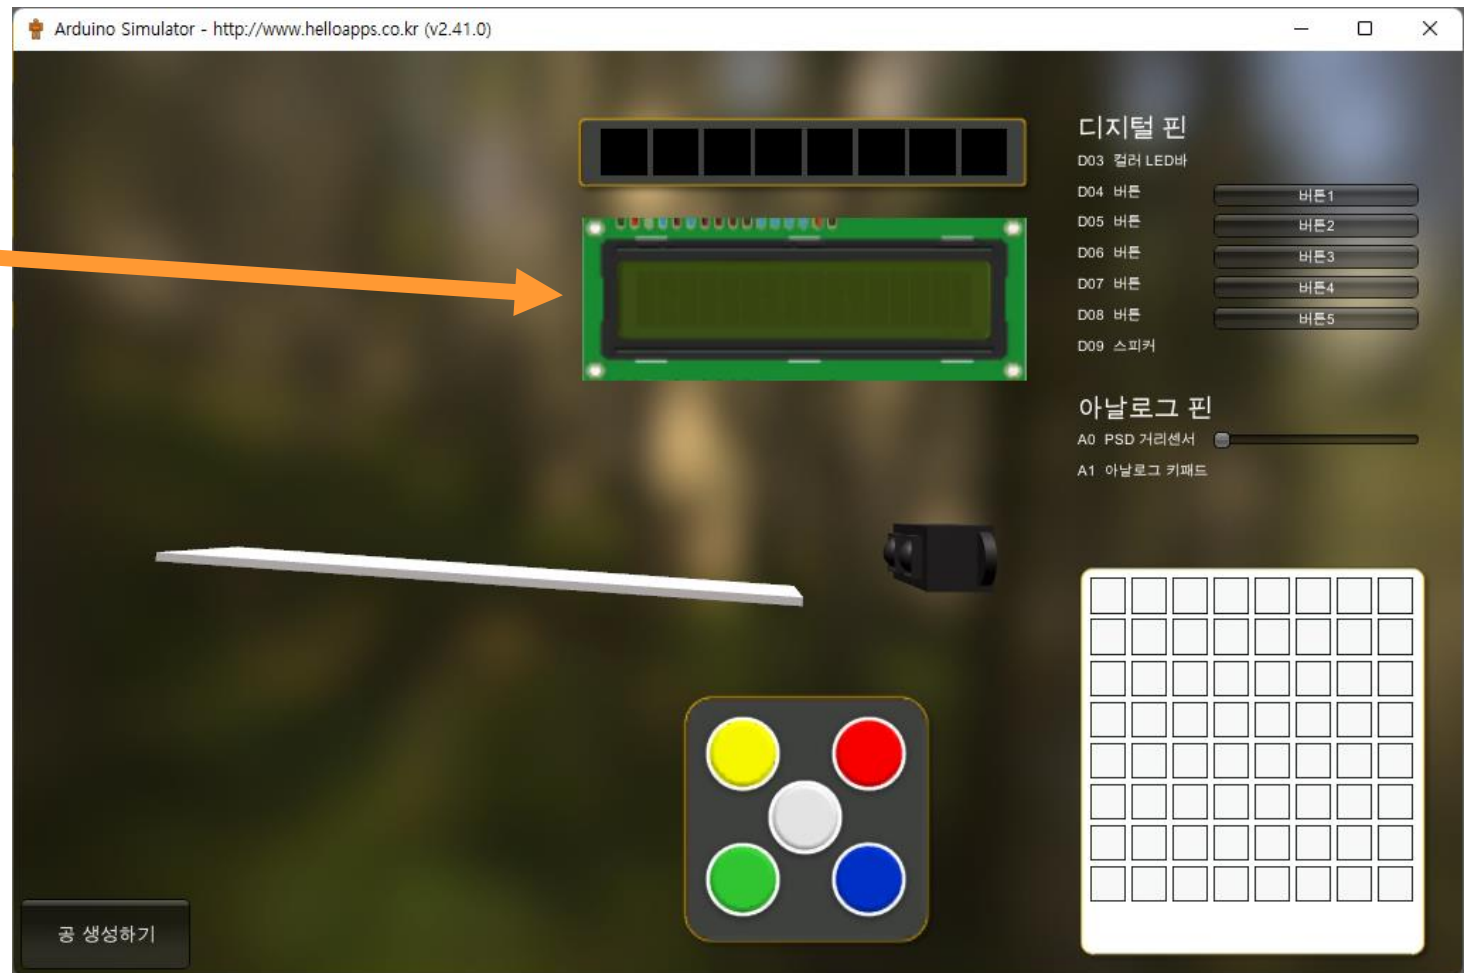 Arduino Simulator - http://www.helloapps.co.kr (v2.41.0)
디지털 핀
D03 컬러 LED바
D04 버튼 버튼1
D05 버튼 버튼2
D06 버튼 버튼3
D07 버튼 버튼4
D08 버튼 버튼5
D09 스피커
아날로그 핀
A0 PSD 거리센서
A1 아날로그 키패드
공 생성하기